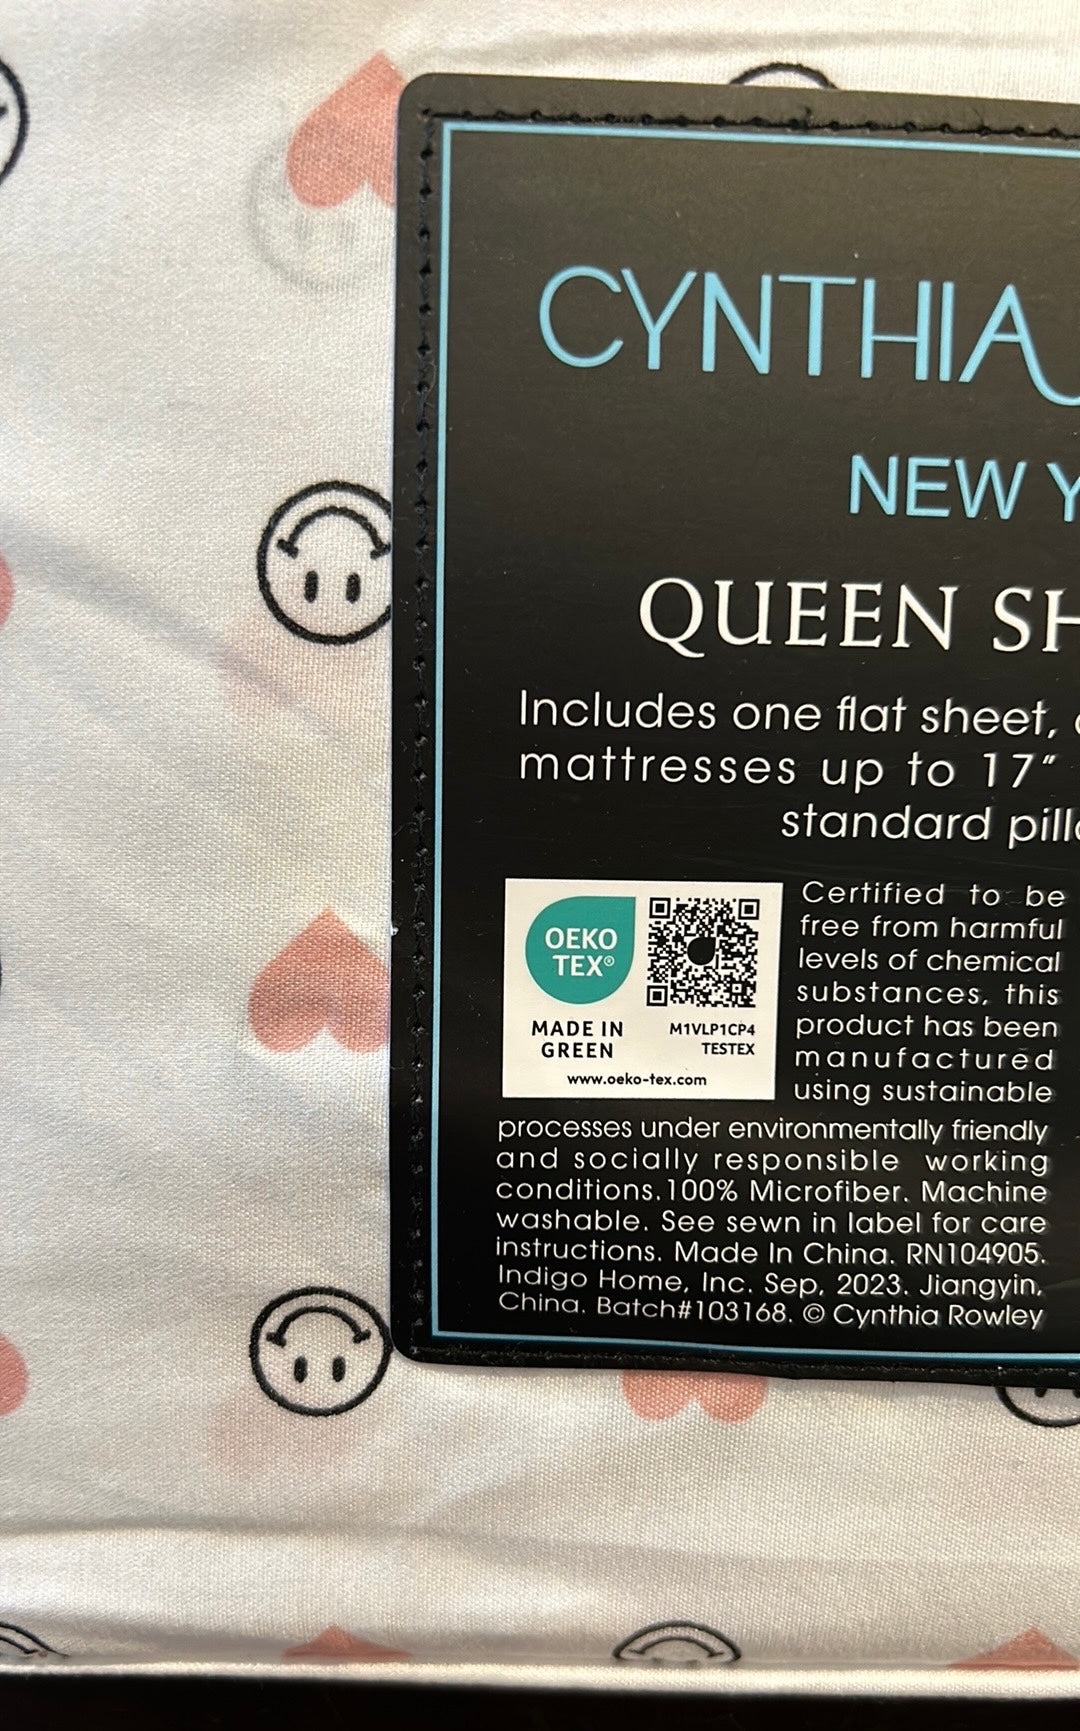 CYNTHIA
NEW Y
QUEEN SH
Includes one flat sheet,
mattresses up to 17"
standard pill
OEKO
TEX®
MADE IN
GREEN
M1VLP1CP4
TESTEX
www.oeko-tex.com
Certified to be
free from harmful
levels of chemical
substances, this
product has been
manufactured
using sustainable
processes under environmentally friendly
and socially responsible working
conditions.100% Microfiber. Machine
washable. See sewn in label for care
instructions. Made In China. RN104905.
Indigo Home, Inc. Sep, 2023. Jiangyin,
China. Batch#103168. © Cynthia Rowley